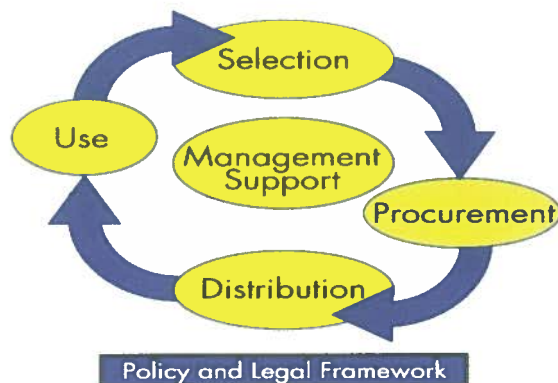 Selection
Use
Management
Support
Procurement
Distribution
Policy and Legal Framework